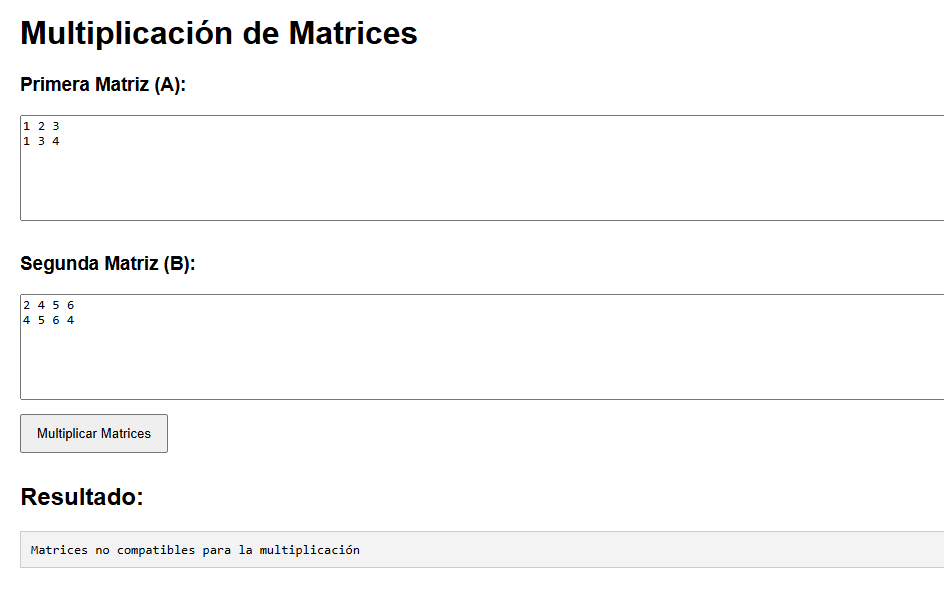 Multiplicación de Matrices
Primera Matriz (A):
1 2 3
1 3 4
Segunda Matriz (B):
2 4 5 6
4 5 6 4
Multiplicar Matrices
Resultado:
Matrices no compatibles para la multiplicación